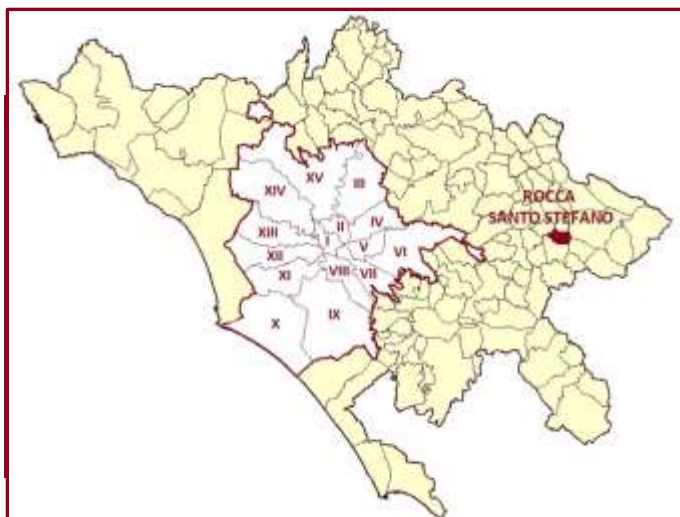 XV
III
XIV
ROCCA
SANTO STEFANO
II
IV
XIII
I
V
VI
XII
XI
VIII
VII
X
IX